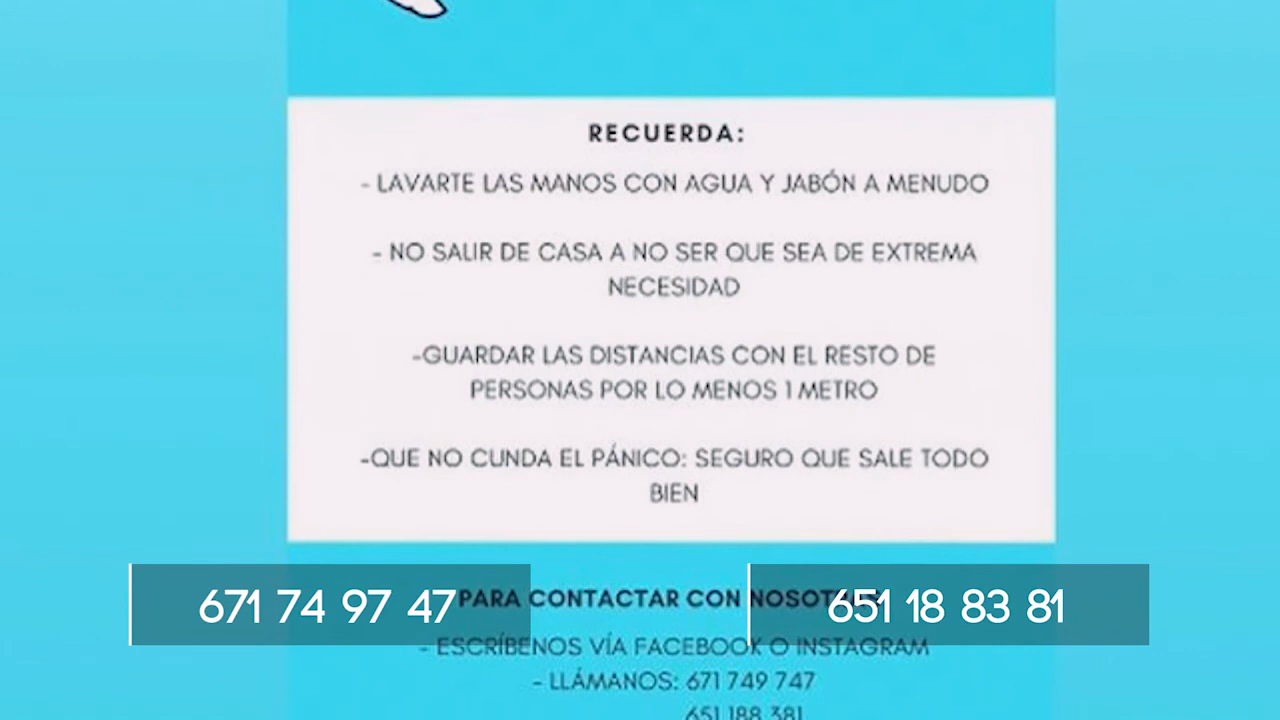 RECUERDA:
- LAVARTE LAS MANOS CON AGUA Y JABÓN A MENUDO
- NO SALIR DE CASA A NO SER QUE SEA DE EXTREMA
NECESIDAD
-GUARDAR LAS DISTANCIAS CON EL RESTO DE
PERSONAS POR LO MENOS 1 METRO
-QUE NO CUNDA EL PÁNICO: SEGURO QUE SALE TODO
BIEN
671 74 97 47
PARA CONTACTAR CON
651 18 83 81
- ESCRÍBENOS VÍA FACEBOOK O INSTAGRAM
- LLÁMANOS: 671 749 747
651 188 381